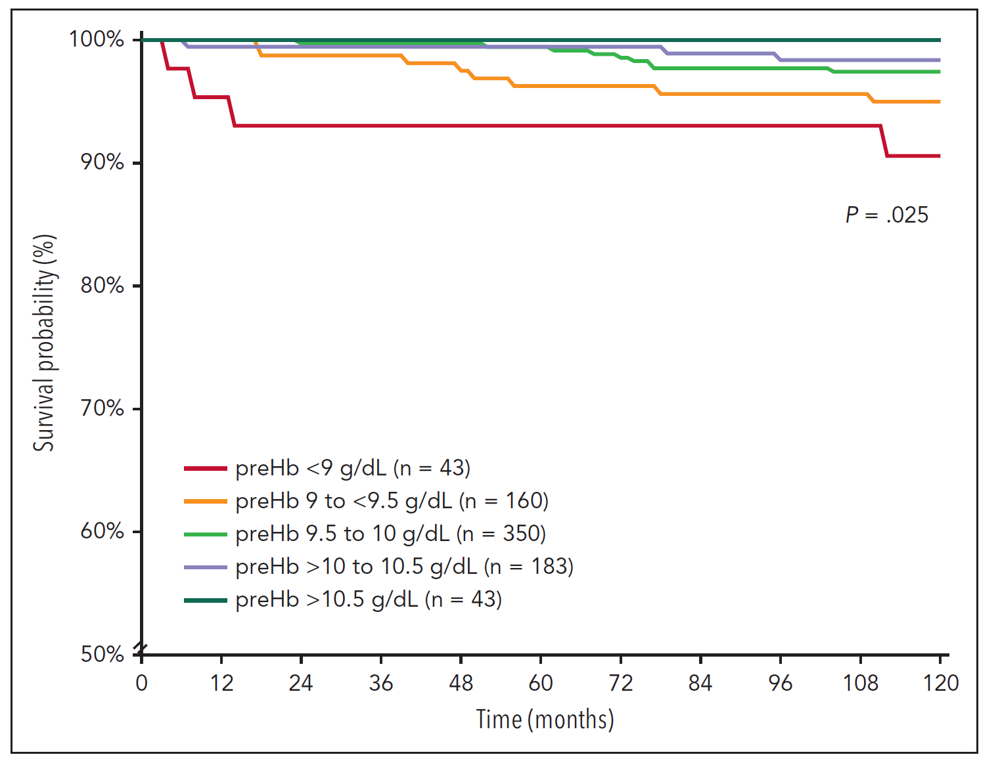 100%
90%
80%
70%
60%
50%
Survival probability (%)
P = .025
preHb <9 g/dL (n = 43)
preHb 9 to <9.5 g/dL (n = 160)
preHb 9.5 to 10 g/dL (n = 350)
preHb >10 to 10.5 g/dL (n = 183)
preHb >10.5 g/dL (n = 43)
0 12 24 36 48 60 72 84 96 108 120
Time (months)